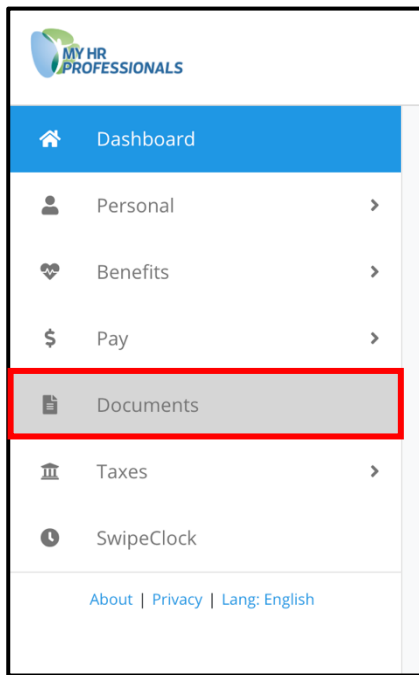 MY HR
PROFESSIONALS
Dashboard
Personal
Benefits
Pay
Documents
Taxes
SwipeClock
About | Privacy | Lang: English